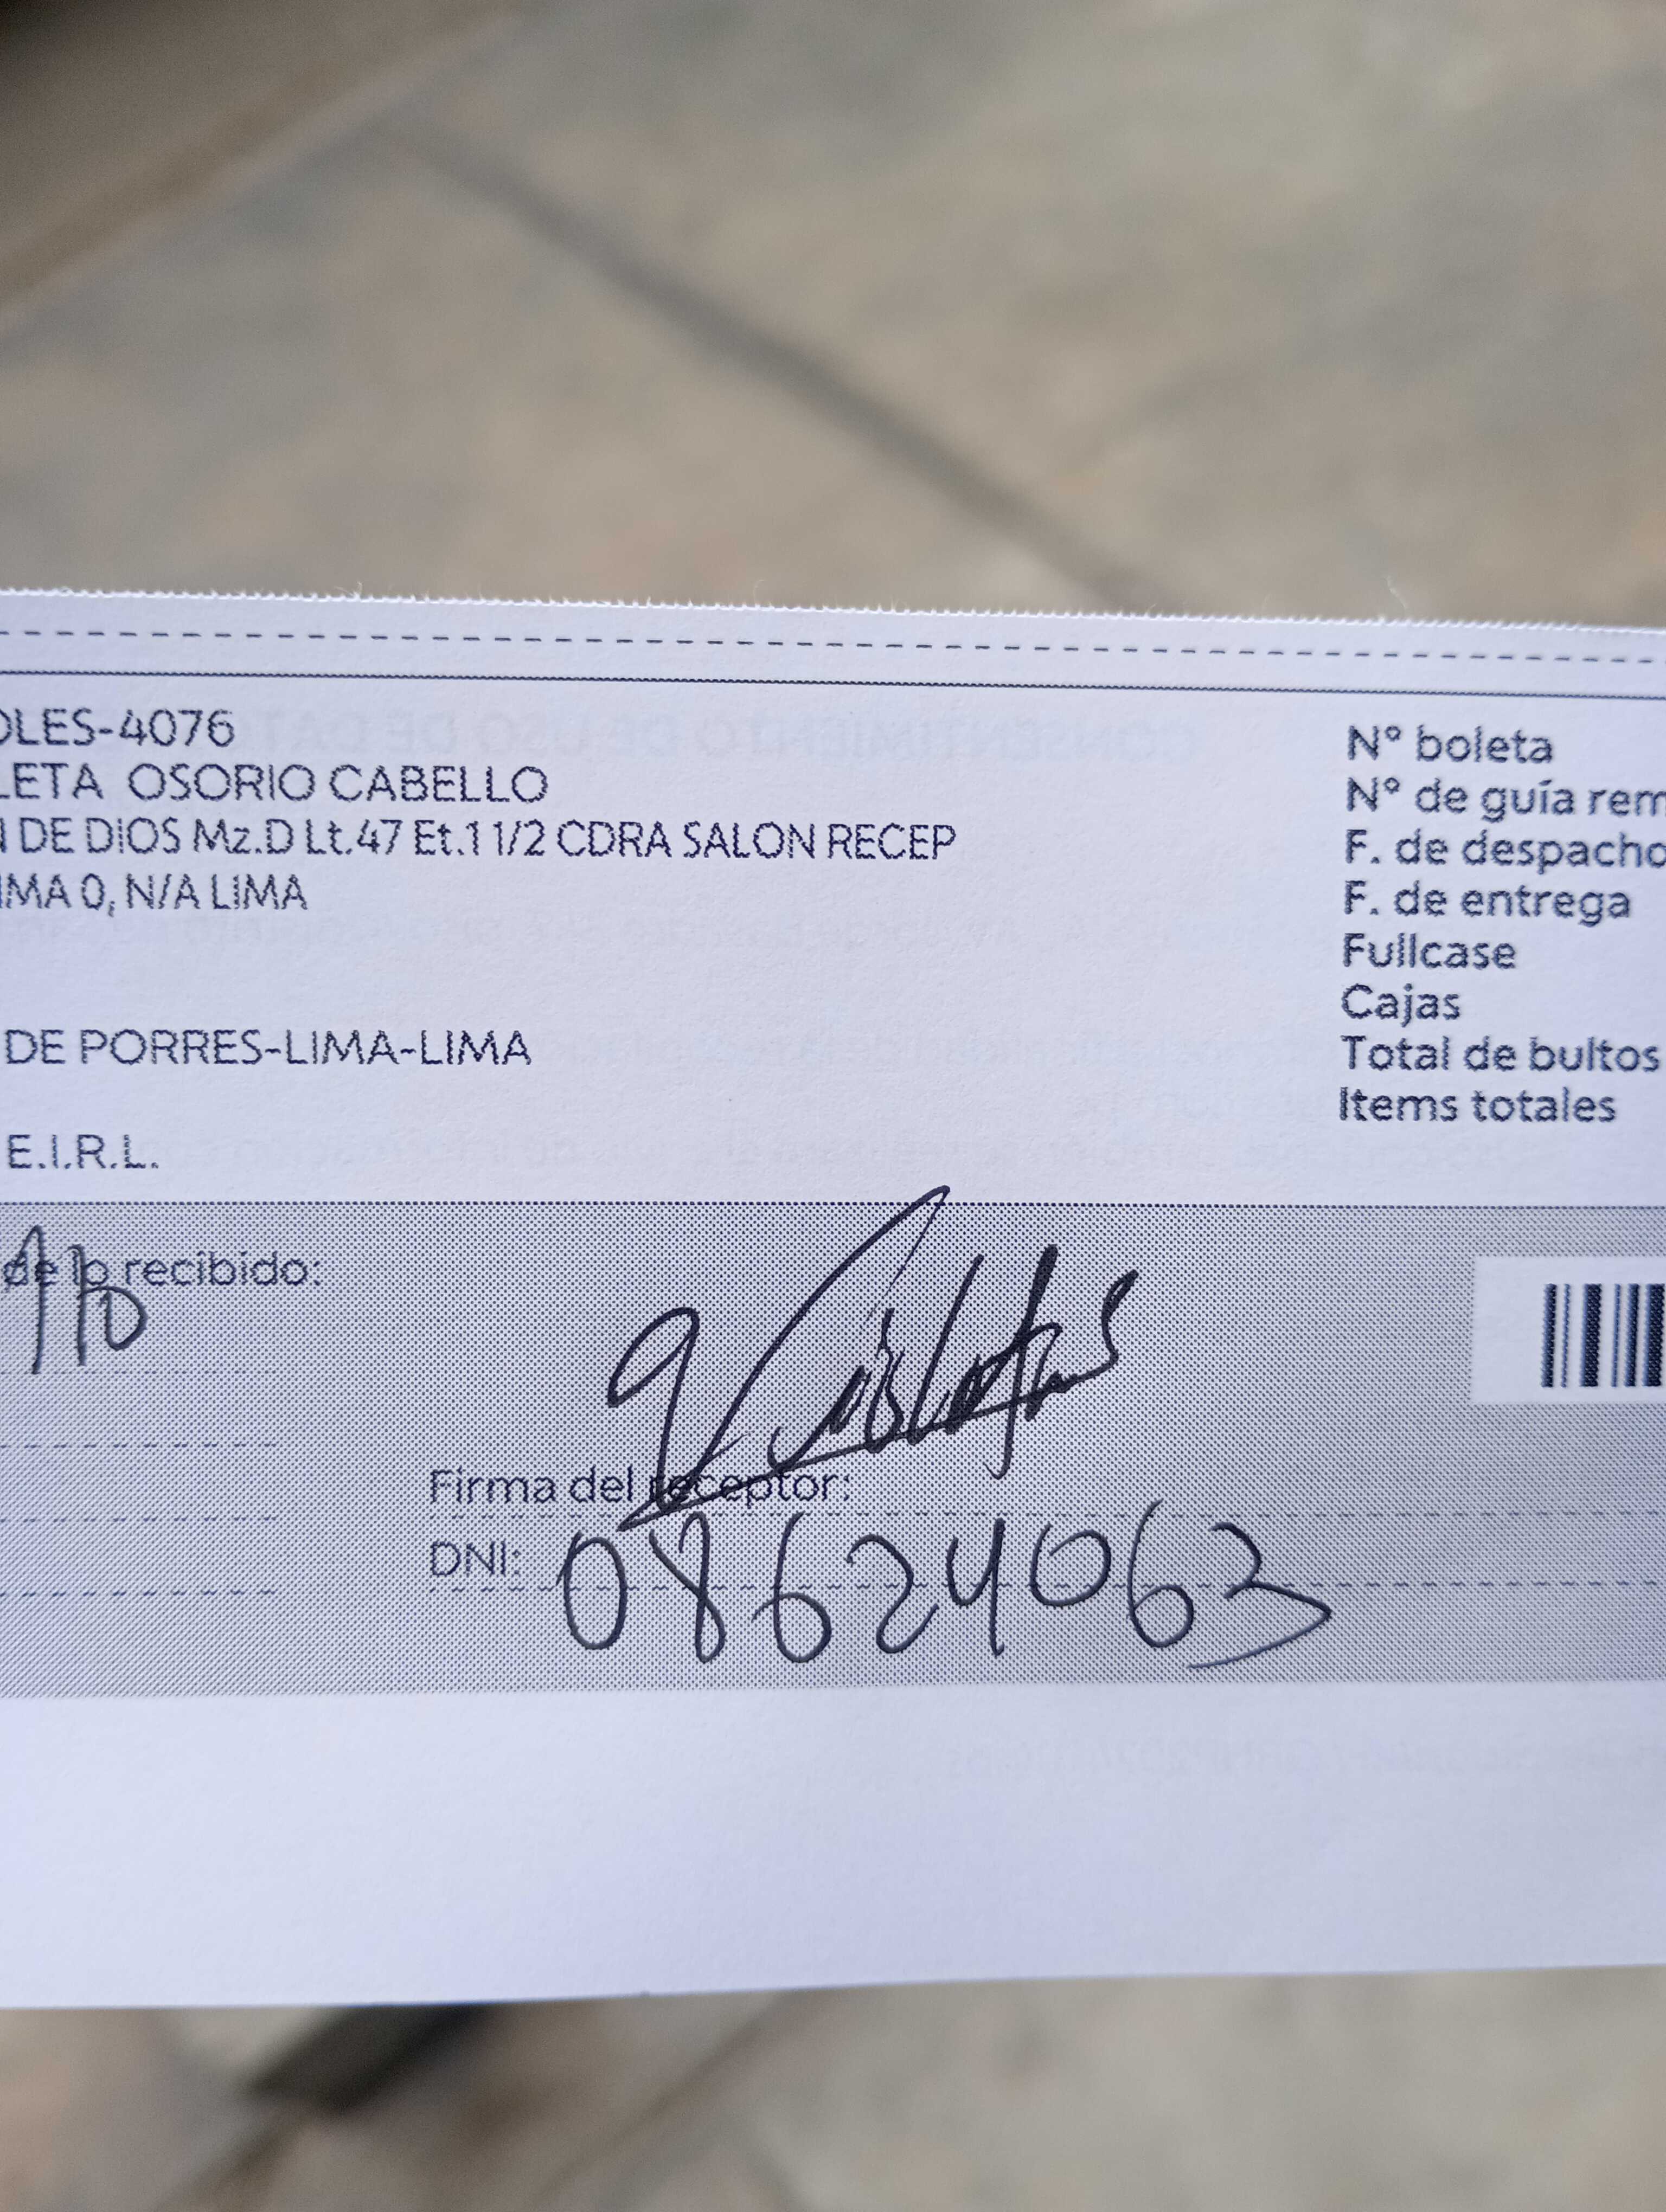 OLES-4076
LETA OSORIO CABELLO
N DE DIOS Mz.D Lt.47 Et.1 1/2 CDRA SALON RECEP
IMA 0, N/A LIMA
DE PORRES-LIMA-LIMA
E.I.R.L.
N° boleta
N° de guía rem
F. de despacho
F. de entrega
Fullcase
Cajas
Total de bultos
Items totales
de lo recibido:
Firma del receptor:
DNI: 08624063